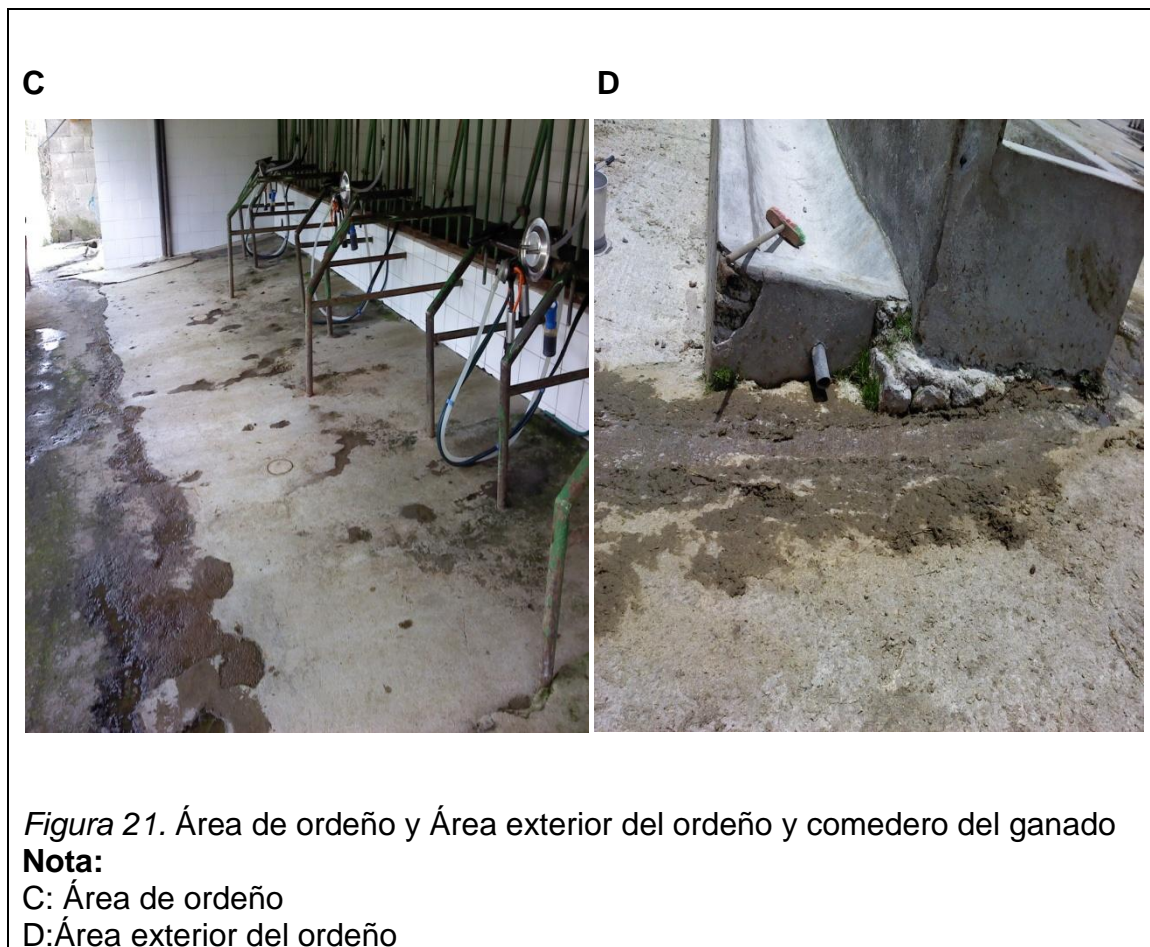 C
D
Figura 21. Área de ordeño y Área exterior del ordeño y comedero del ganado
Nota:
C: Área de ordeño
D:Área exterior del ordeño